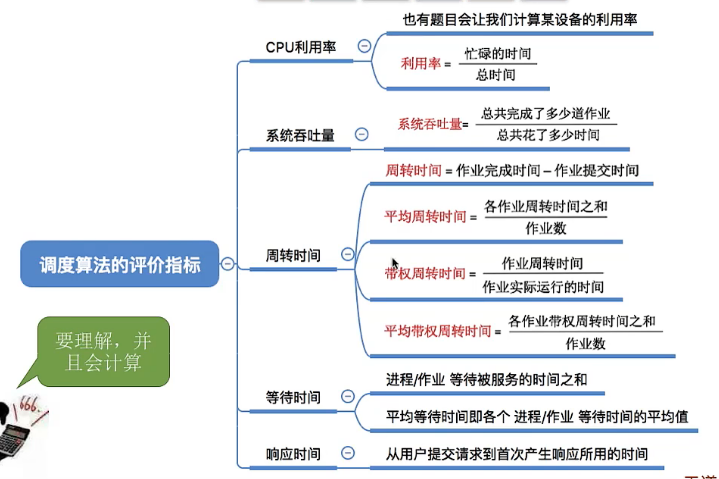 也有题目会让我们计算某设备的利用率
CPU利用率
利用率 = 忙碌的时间
总时间
系统吞吐量
系统吞吐量= 总共完成了多少道作业
总共花了多少时间
周转时间 = 作业完成时间 – 作业提交时间
平均周转时间 = 各作业周转时间之和
作业数
周转时间
调度算法的评价指标
带权周转时间 = 作业周转时间
作业实际运行的时间
平均带权周转时间 = 各作业带权周转时间之和
作业数
要理解，并
且会计算
进程/作业 等待被服务的时间之和
等待时间
平均等待时间即各个 进程/作业 等待时间的平均值
666.
响应时间
从用户提交请求到首次产生响应所用的时间